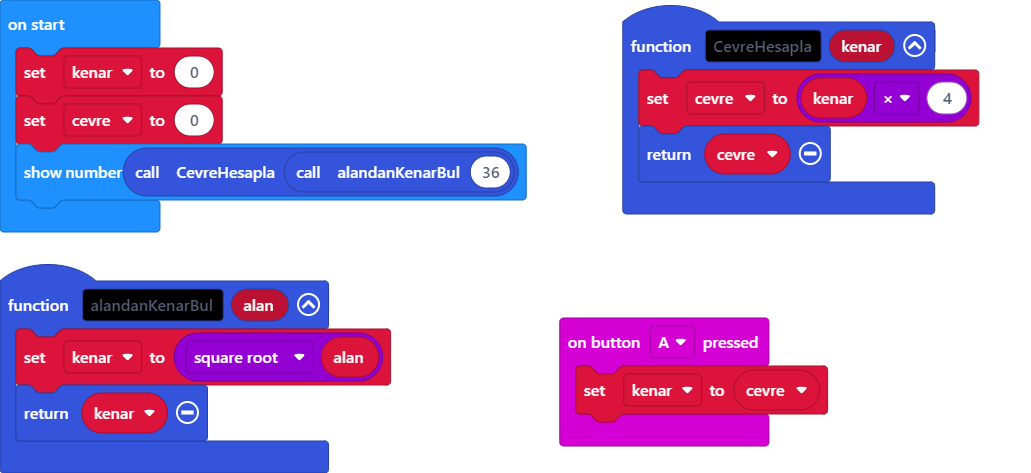 on start
set kenar to 0
set cevre to 0
show number call CevreHesapla call alandanKenarBul 36
function CevreHesapla kenar
set cevre to kenar × 4
return cevre
function alandanKenarBul alan
set kenar to square root alan
return kenar
on button A pressed
set kenar to cevre